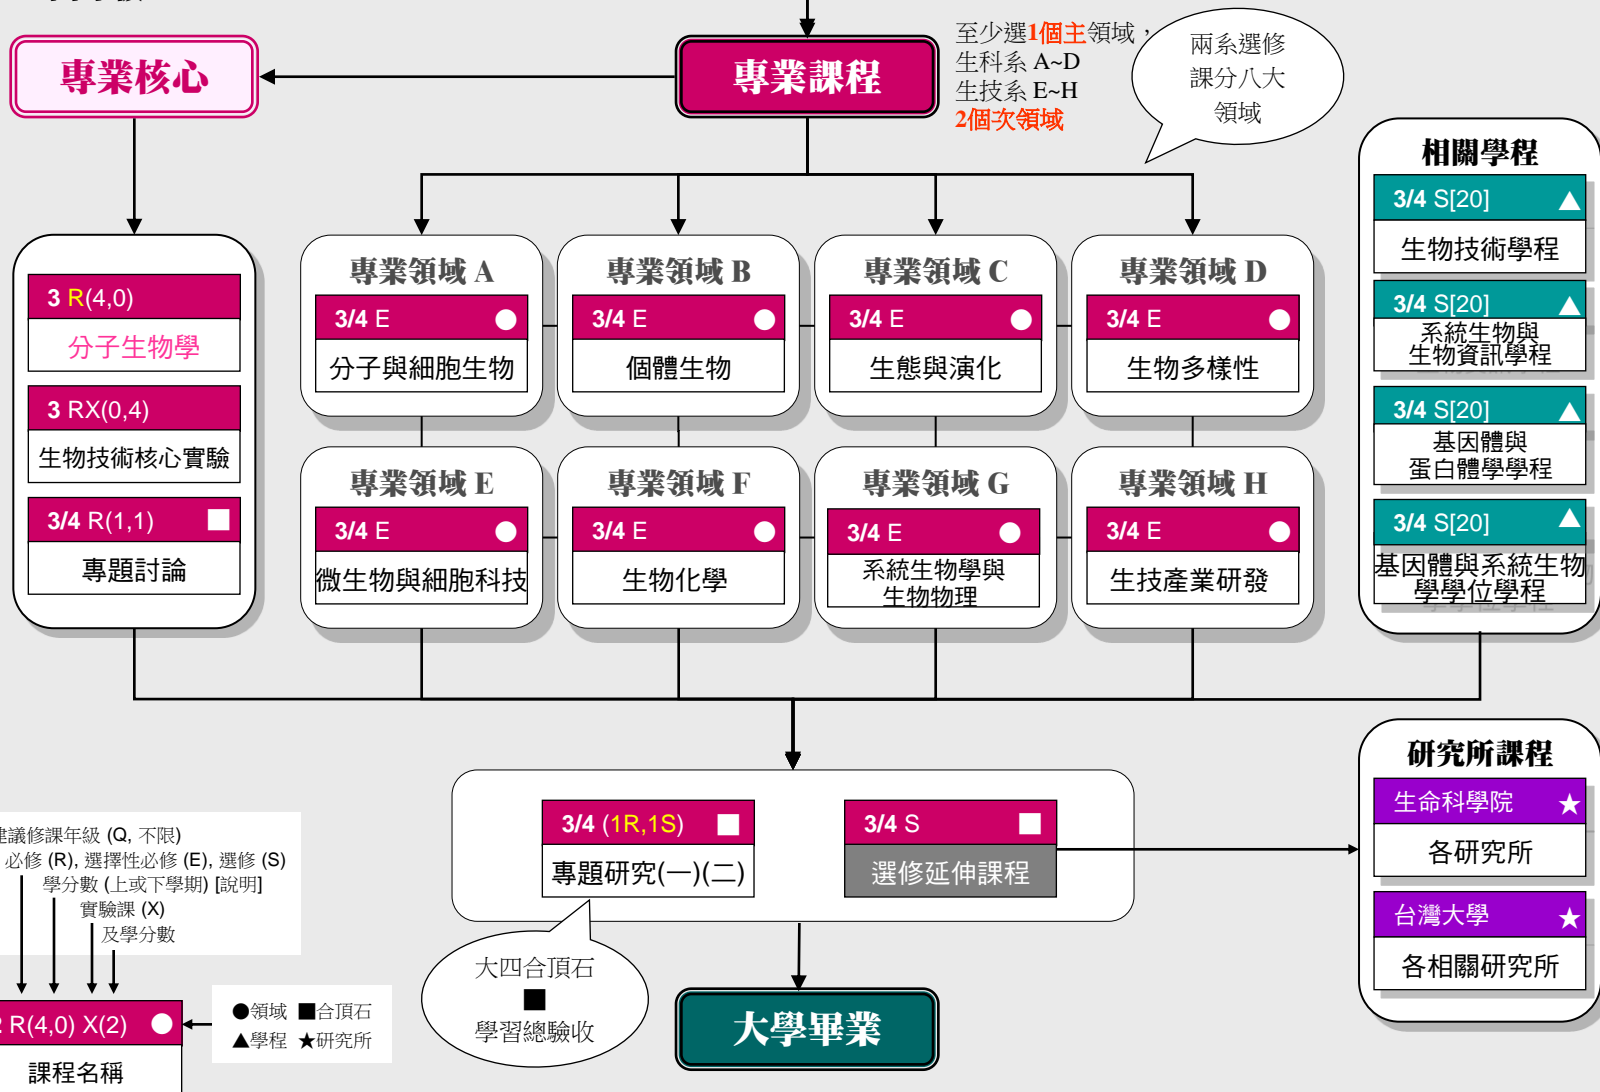 專業核心
專業課程
至少選1個主領域，
生科系 A~D
生技系 E~H
2個次領域
兩系選修
課分八大
領域
3 R(4,0)
分子生物學
3 RX(0,4)
生物技術核心實驗
3/4 R(1,1) ■
專題討論
專業領域 A
3/4 E ●
分子與細胞生物
專業領域 B
3/4 E ●
個體生物
專業領域 C
3/4 E ●
生態與演化
專業領域 D
3/4 E ●
生物多樣性
專業領域 E
3/4 E ●
微生物與細胞科技
專業領域 F
3/4 E ●
生物化學
專業領域 G
3/4 E ●
系統生物學與
生物物理
專業領域 H
3/4 E ●
生技產業研發
相關學程
3/4 S[20] ▲
生物技術學程
3/4 S[20] ▲
系統生物與
生物資訊學程
3/4 S[20] ▲
基因體與
蛋白體學學程
3/4 S[20] ▲
基因體與系統生物
學學位學程
3/4 (1R,1S) ■
專題研究(一)(二)
3/4 S ■
選修延伸課程
研究所課程
生命科學院 ★
各研究所
台灣大學 ★
各相關研究所
大四合頂石
■
學習總驗收
大學畢業
建議修課年級 (Q, 不限)
必修 (R), 選擇性必修 (E), 選修 (S)
學分數 (上或下學期) [說明]
實驗課 (X)
及學分數
R(4,0) X(2) ●
課程名稱
●領域 ■合頂石
▲學程 ★研究所